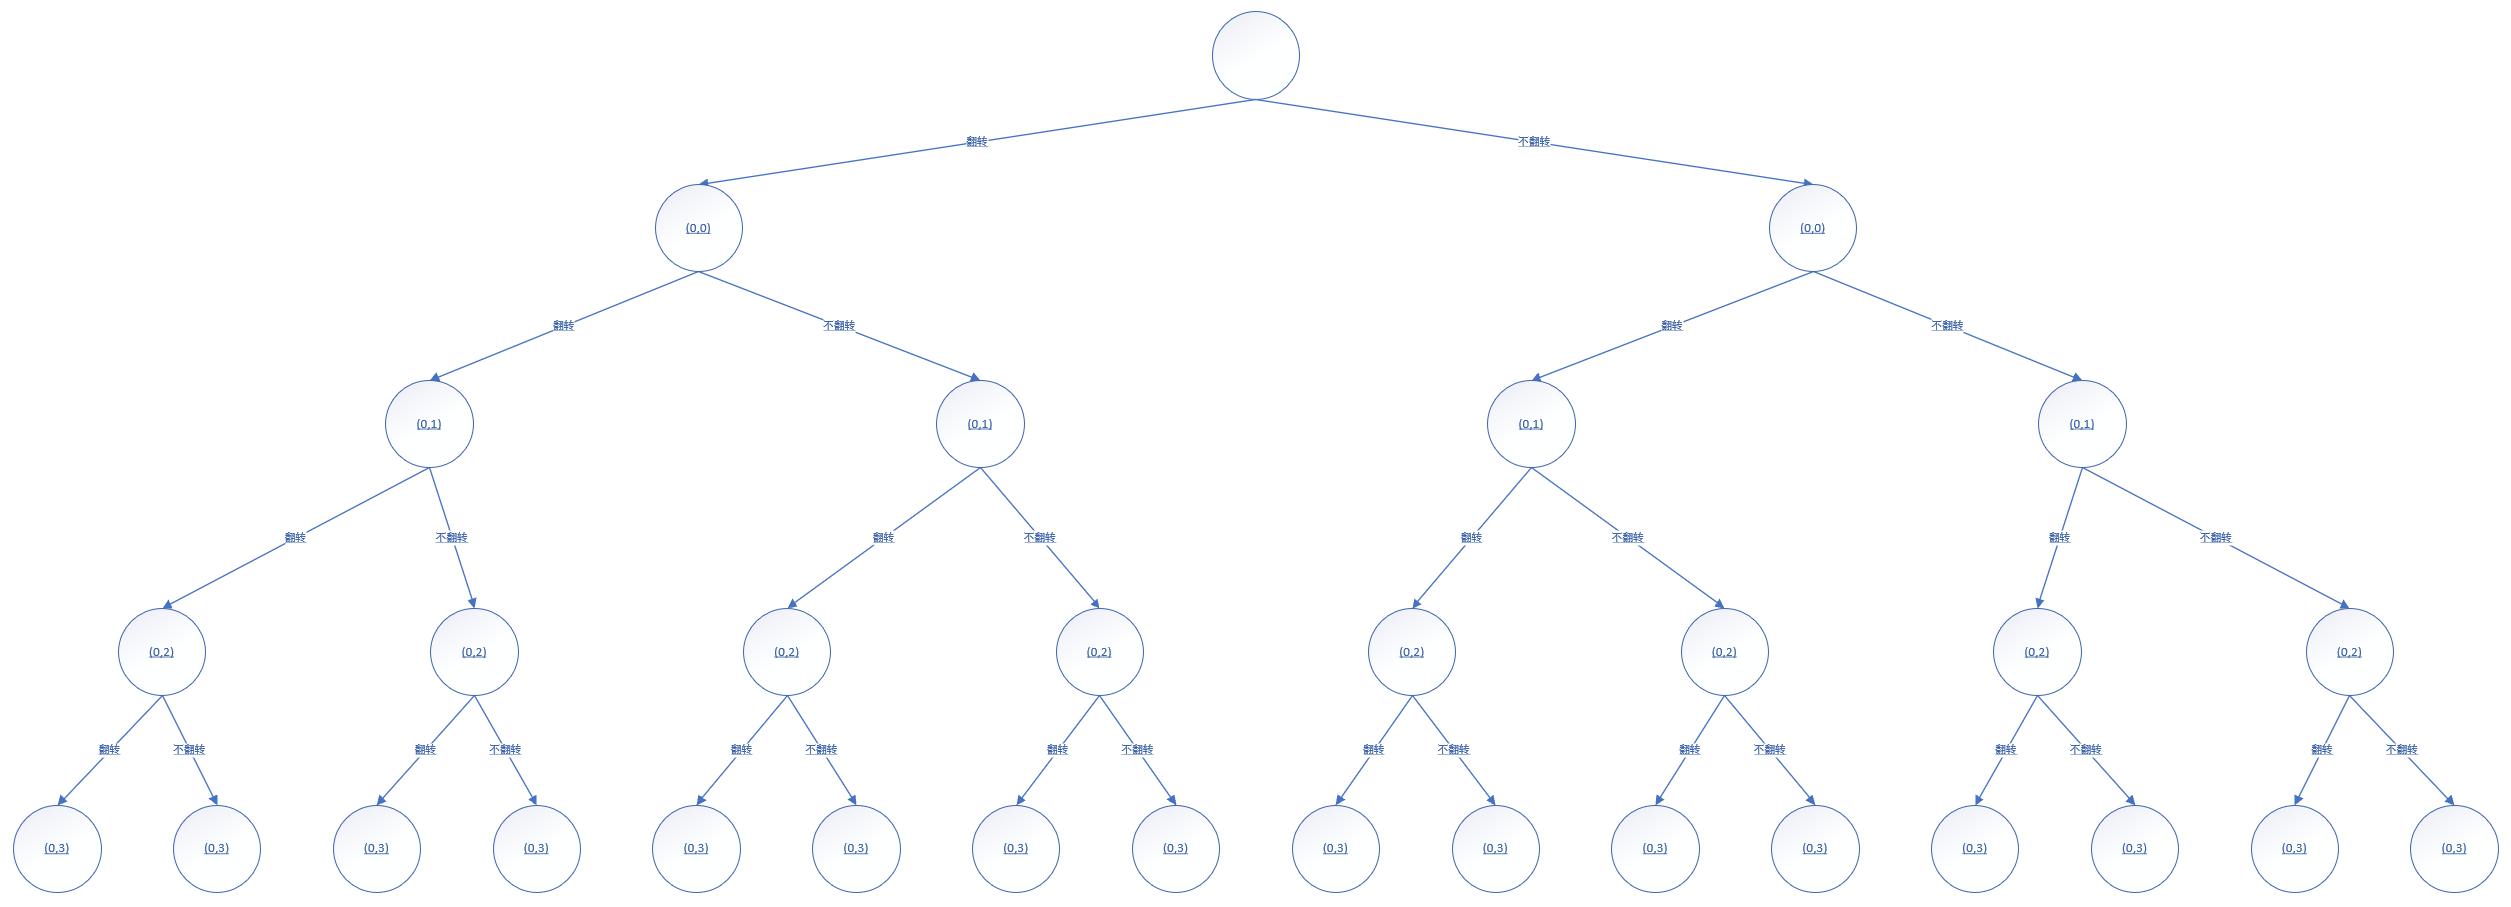 翻转 不翻转
(0,0) (0,0)
翻转 不翻转 翻转 不翻转
(0,1) (0,1) (0,1) (0,1)
翻转 不翻转 翻转 不翻转 翻转 不翻转 翻转 不翻转
(0,2) (0,2) (0,2) (0,2) (0,2) (0,2) (0,2) (0,2)
翻转 不翻转 翻转 不翻转 翻转 不翻转 翻转 不翻转 翻转 不翻转 翻转 不翻转 翻转 不翻转 翻转 不翻转
(0,3) (0,3) (0,3) (0,3) (0,3) (0,3) (0,3) (0,3) (0,3) (0,3) (0,3) (0,3) (0,3) (0,3) (0,3) (0,3)